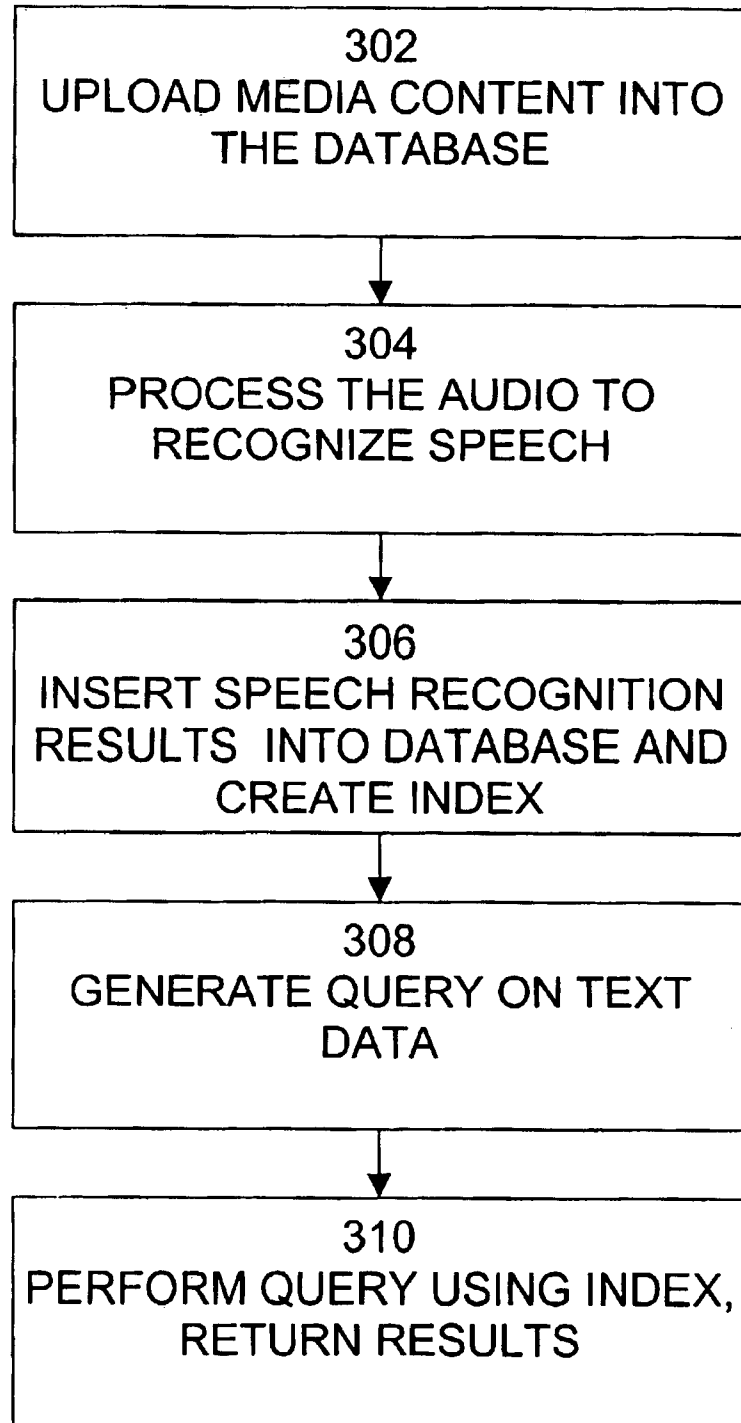 302
UPLOAD MEDIA CONTENT INTO
THE DATABASE
304
PROCESS THE AUDIO TO
RECOGNIZE SPEECH
306
INSERT SPEECH RECOGNITION
RESULTS INTO DATABASE AND
CREATE INDEX
308
GENERATE QUERY ON TEXT
DATA
310
PERFORM QUERY USING INDEX,
RETURN RESULTS